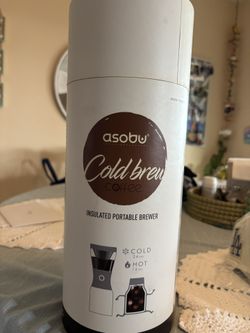 asobu®
Cold brew
coffee
INSULATED PORTABLE BREWER
COLD
HOT